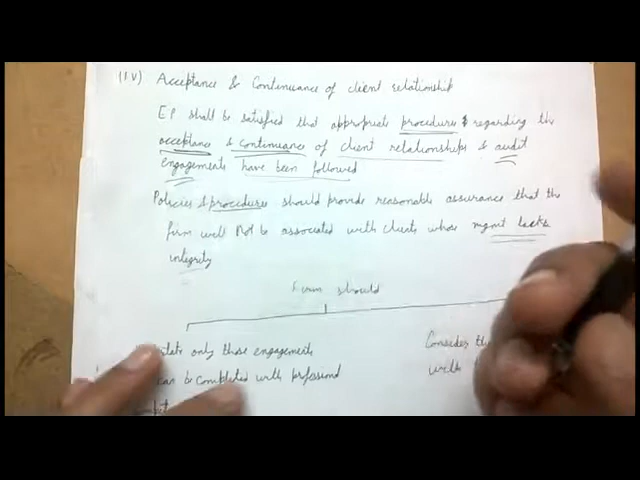 (IV) Acceptance & Continuance of client relationship
EP shall be satisfied that appropriate procedures regarding the
acceptance & continuance of client relationships & audit
engagements have been followed
Policies & procedures should provide reasonable assurance that the
firm will Not be associated with clients whose mgmt lacks
integrity
Firm should
only those engagements
can be completed with professional
Consider
with